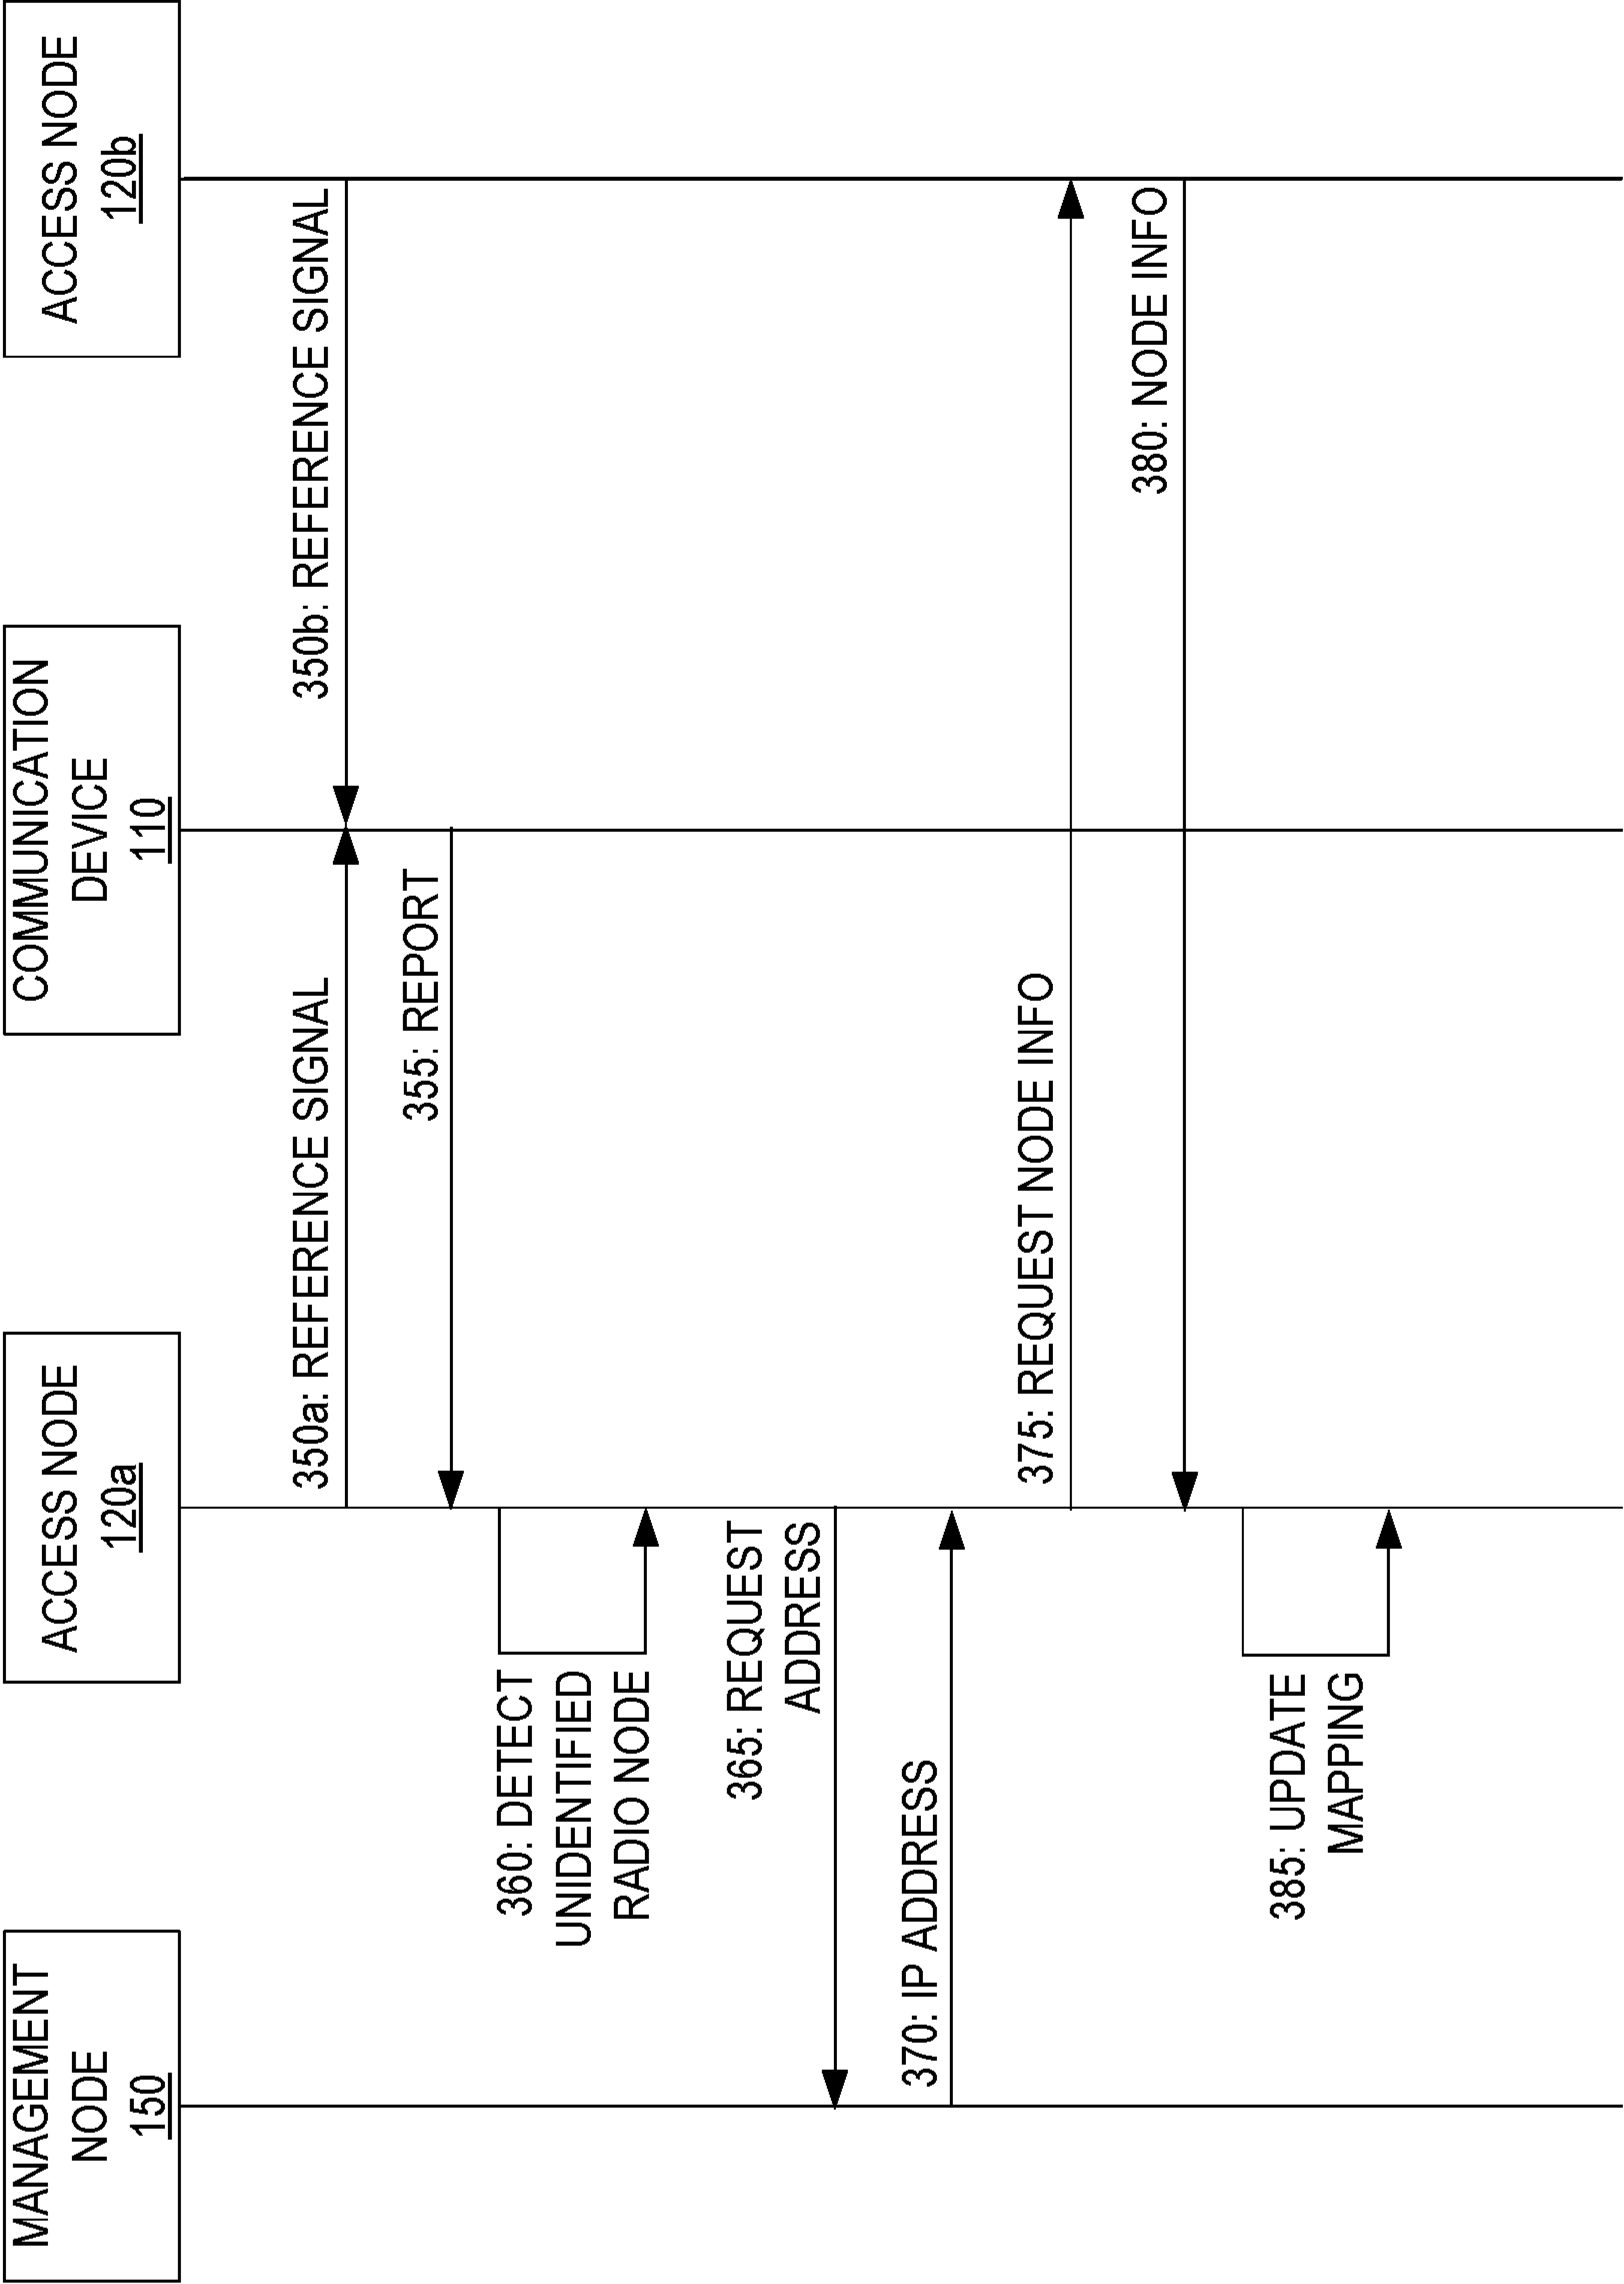 MANAGEMENT
NODE
150
ACCESS NODE
120a
COMMUNICATION
DEVICE
110
ACCESS NODE
120b
350a: REFERENCE SIGNAL
350b: REFERENCE SIGNAL
355: REPORT
360: DETECT
UNIDENTIFIED
RADIO NODE
365: REQUEST
ADDRESS
370: IP ADDRESS
375: REQUEST NODE INFO
380: NODE INFO
385: UPDATE
MAPPING